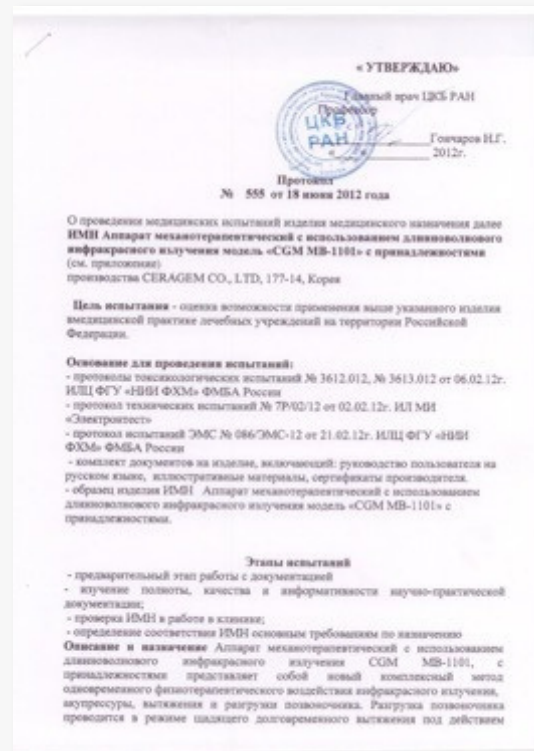 « УТВЕРЖДАЮ»
Главный врач ЦКБ РАН
Профессор
ЦКБ
РАН
Гончаров Н.Г.
2012г.
Протокол
№ 555 от 18 июня 2012 года
О проведении медицинских испытаний изделия медицинского назначения далее
ИМН Аппарат механотерапевтический с использованием длинноволнового
инфракрасного излучения модель «CGM MB-1101» с принадлежностями
(см. приложение)
производства CERAGEM CO., LTD, 177-14, Корея
Цель испытания - оценка возможности применения выше указанного изделия
вмедицинской практике лечебных учреждений на территории Российской
Федерации.
Основание для проведения испытаний:
- протоколы токсикологических испытаний № 3612.012, № 3613.012 от 06.02.12г.
ИЛЦ ФГУ «НИИ ФХМ» ФМБА России
- протокол технических испытаний № 7Р/02/12 от 02.02.12г. ИЛ МИ
«Электронтест»
- протокол испытаний ЭМС № 086/ЭМС-12 от 21.02.12г. ИЛЦ ФГУ «НИИ
ФХМ» ФМБА России
- комплект документов на изделие, включающий: руководство пользователя на
русском языке, иллюстративные материалы, сертификаты производителя.
- образец изделия ИМН Аппарат механотерапевтический с использованием
длинноволнового инфракрасного излучения модель «CGM MB-1101» с
принадлежностями.
Этапы испытаний
- предварительный этап работы с документацией
- изучение полноты, качества и информативности научно-практической
документации;
- проверка ИМН в работе в клинике;
- определение соответствия ИМН основным требованиям по назначению
Описание и назначение Аппарат механотерапевтический с использованием
длинноволнового инфракрасного излучения CGM MB-1101, с
принадлежностями представляет собой новый комплексный метод
одновременного физиотерапевтического воздействия инфракрасного излучения,
акупрессуры, вытяжения и разгрузки позвоночника. Разгрузка позвоночника
проводится в режиме щадящего долговременного вытяжения под действием